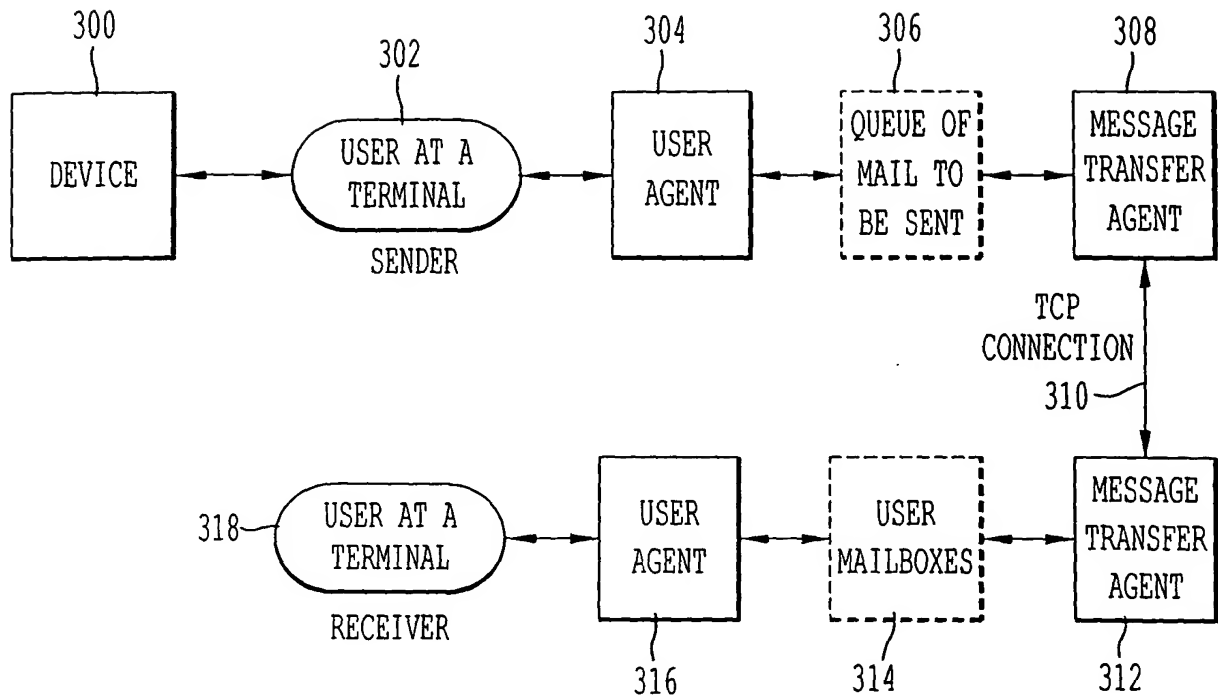 300
302
304
306
308
DEVICE
USER AT A
TERMINAL
SENDER
USER
AGENT
QUEUE OF
MAIL TO
BE SENT
MESSAGE
TRANSFER
AGENT
TCP
CONNECTION
310
318
USER AT A
TERMINAL
RECEIVER
USER
AGENT
USER
MAILBOXES
MESSAGE
TRANSFER
AGENT
316
314
312